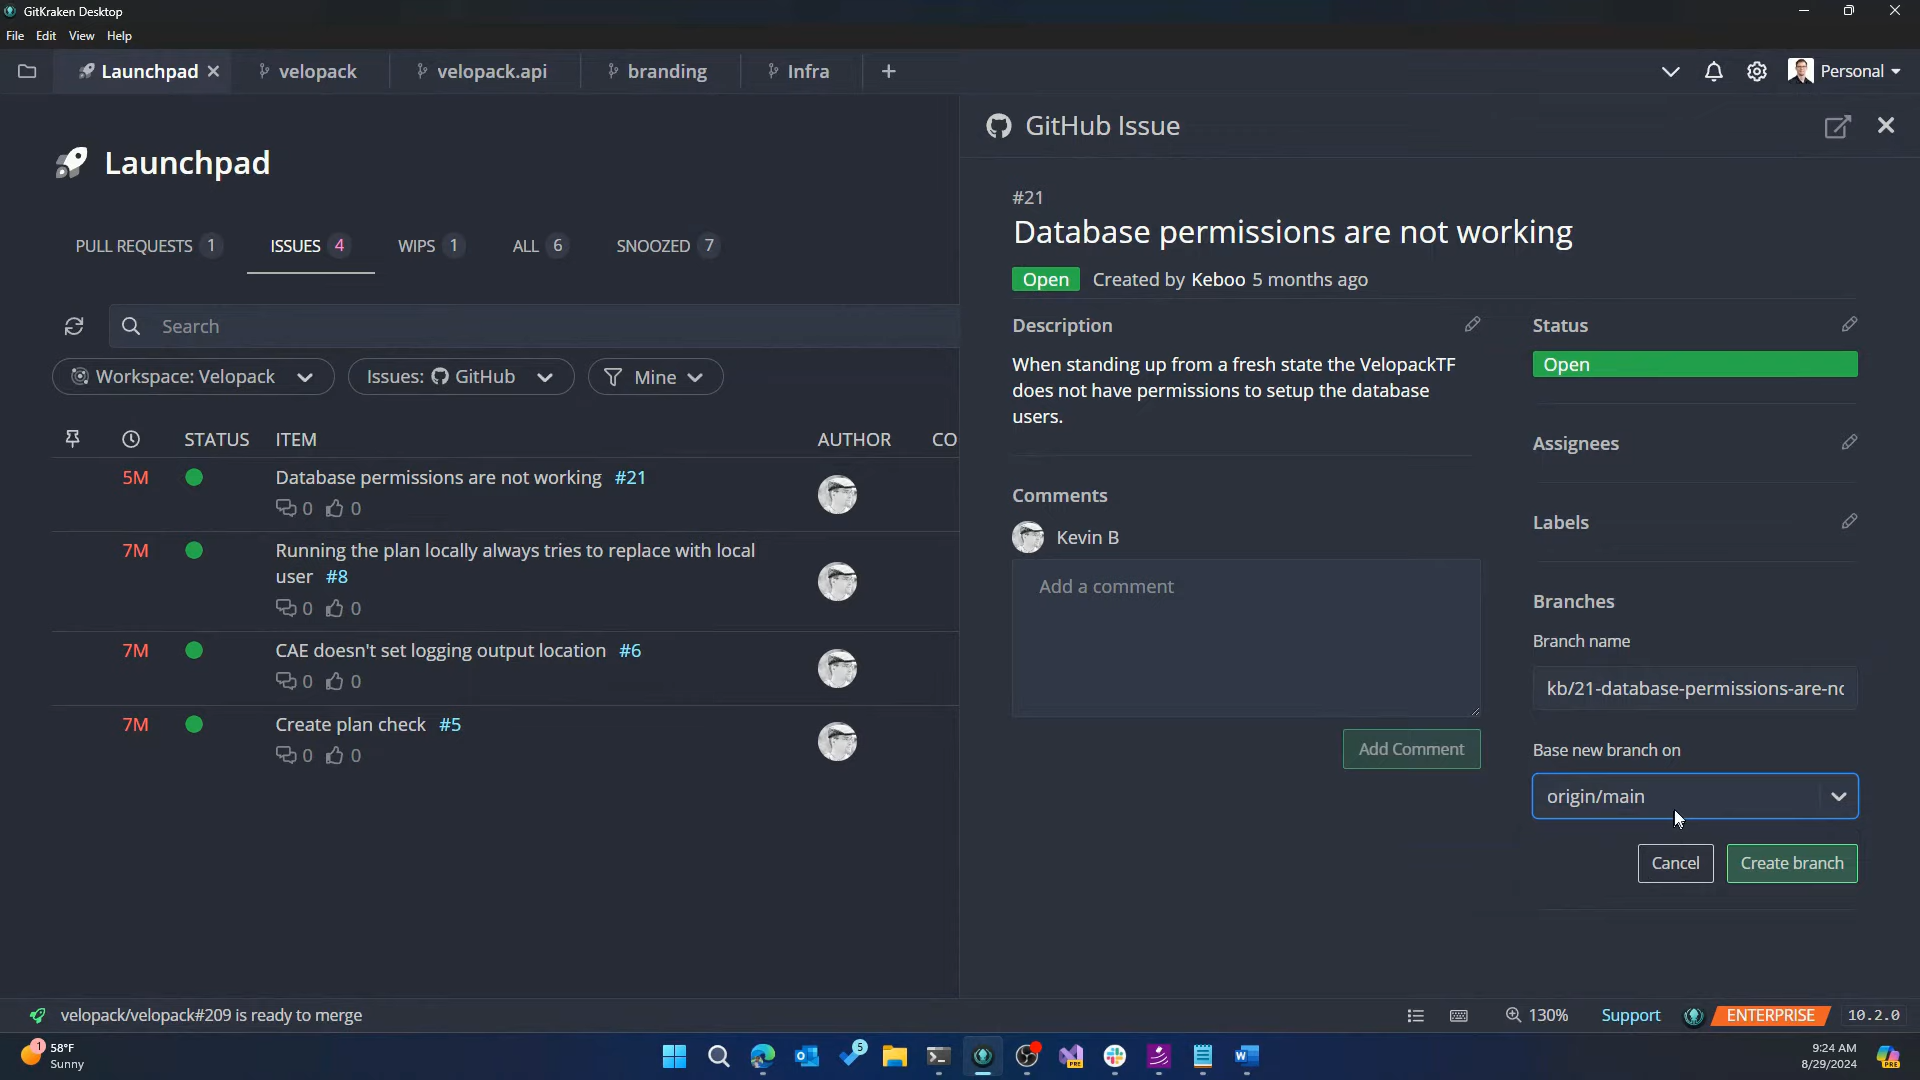 GitKraken Desktop
File Edit View Help
Launchpad velopack velopack.api branding Infra Personal
Launchpad
PULL REQUESTS 1 ISSUES 4 WIPS 1 ALL 6 SNOOZED 7
Search
Workspace: Velopack Issues: GitHub Mine
STATUS ITEM AUTHOR CO
5M Database permissions are not working #21
0 0
7M Running the plan locally always tries to replace with local
user #8
0 0
7M CAE doesn't set logging output location #6
0 0
7M Create plan check #5
0 0
GitHub Issue
#21
Database permissions are not working
Open Created by Keboo 5 months ago
Description
When standing up from a fresh state the VelopackTF
does not have permissions to setup the database
users.
Comments
Kevin B
Add a comment
Add Comment
Status
Open
Assignees
Labels
Branches
Branch name
kb/21-database-permissions-are-no
Base new branch on
origin/main
Cancel Create branch
velopack/velopack#209 is ready to merge 130% Support ENTERPRISE 10.2.0
1 58°F
Sunny
5
9:24 AM
8/29/2024
PRE